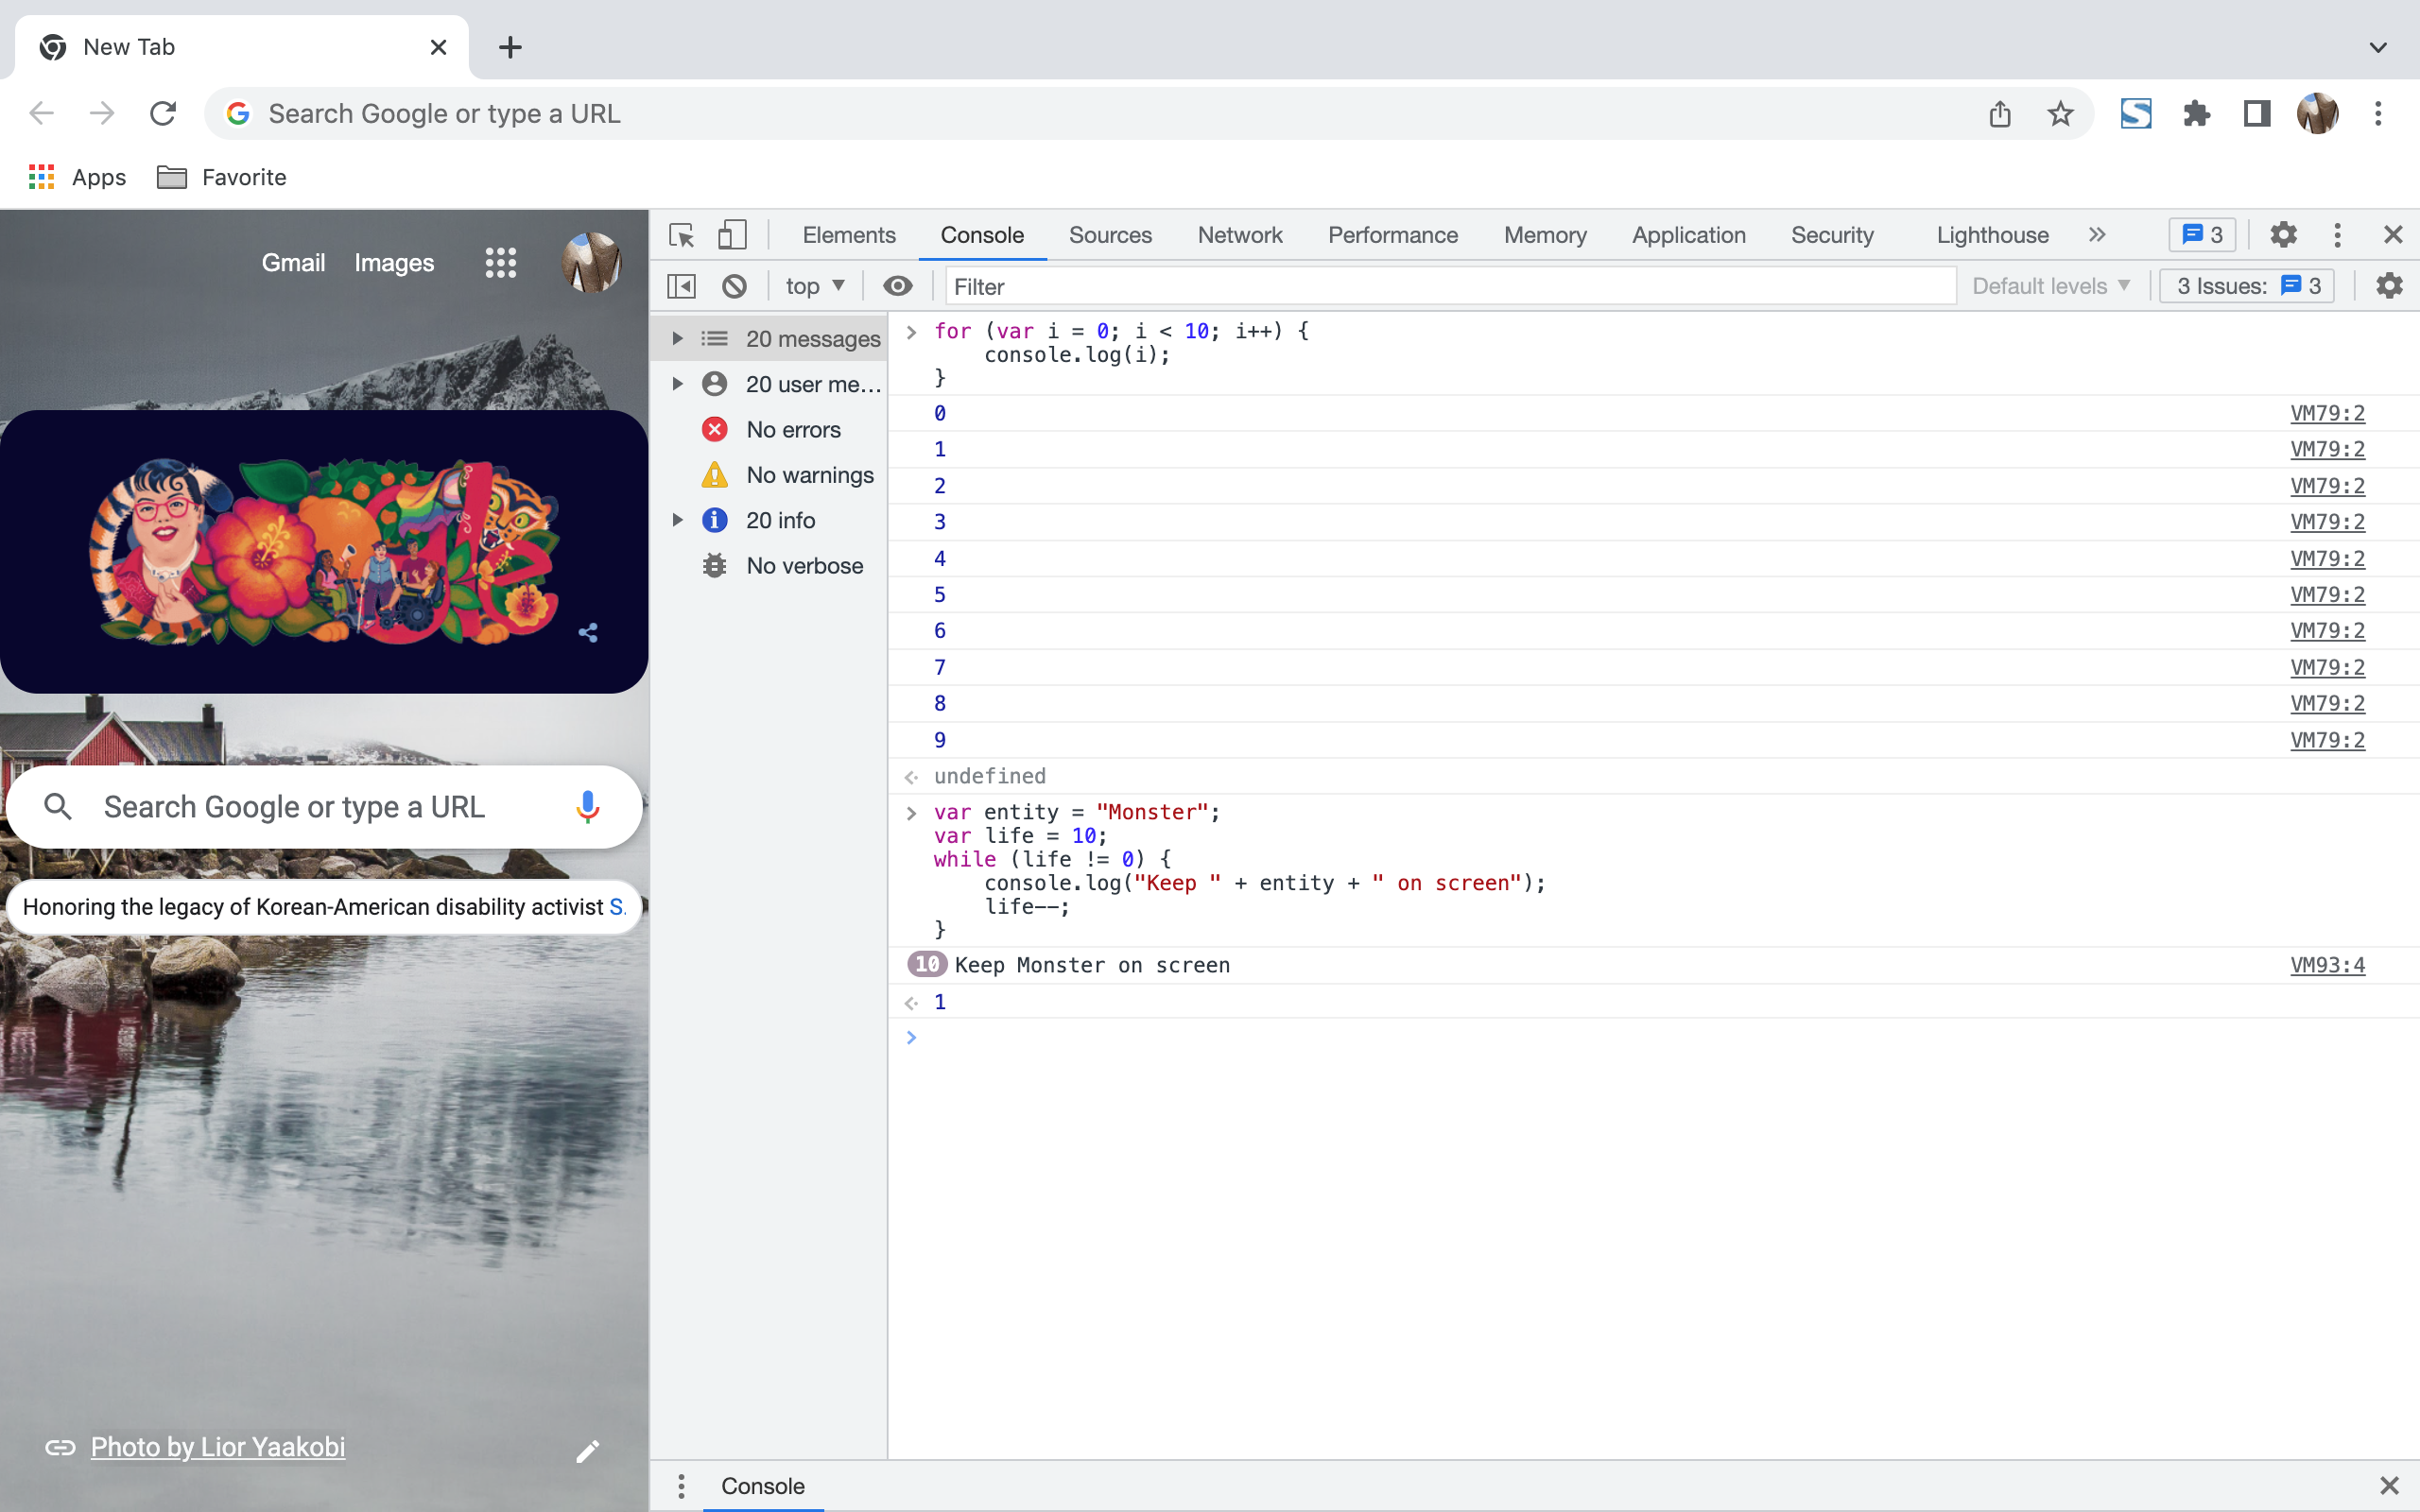 New Tab
Search Google or type a URL
Apps
Favorite
Gmail
Images
Search Google or type a URL
Honoring the legacy of Korean-American disability activist S.
Photo by Lior Yaakobi
Elements
Console
Sources
Network
Performance
Memory
Application
Security
Lighthouse
3
top
Filter
Default levels
3 Issues:
3
20 messages
20 user me…
No errors
No warnings
20 info
No verbose
for (var i = 0; i < 10; i++) {
    console.log(i);
}
0 VM79:2
1 VM79:2
2 VM79:2
3 VM79:2
4 VM79:2
5 VM79:2
6 VM79:2
7 VM79:2
8 VM79:2
9 VM79:2
undefined
var entity = "Monster";
var life = 10;
while (life != 0) {
    console.log("Keep " + entity + " on screen");
    life--;
}
10 Keep Monster on screen VM93:4
1
Console